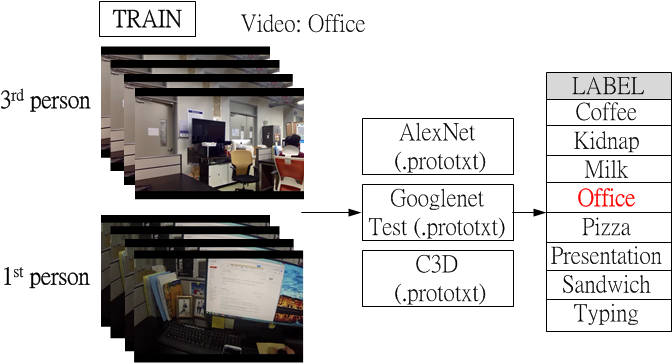 TRAIN
Video: Office
3rd person
1st person
AlexNet
(.prototxt)
Googlenet
Test (.prototxt)
C3D
(.prototxt)
LABEL
Coffee
Kidnap
Milk
Office
Pizza
Presentation
Sandwich
Typing